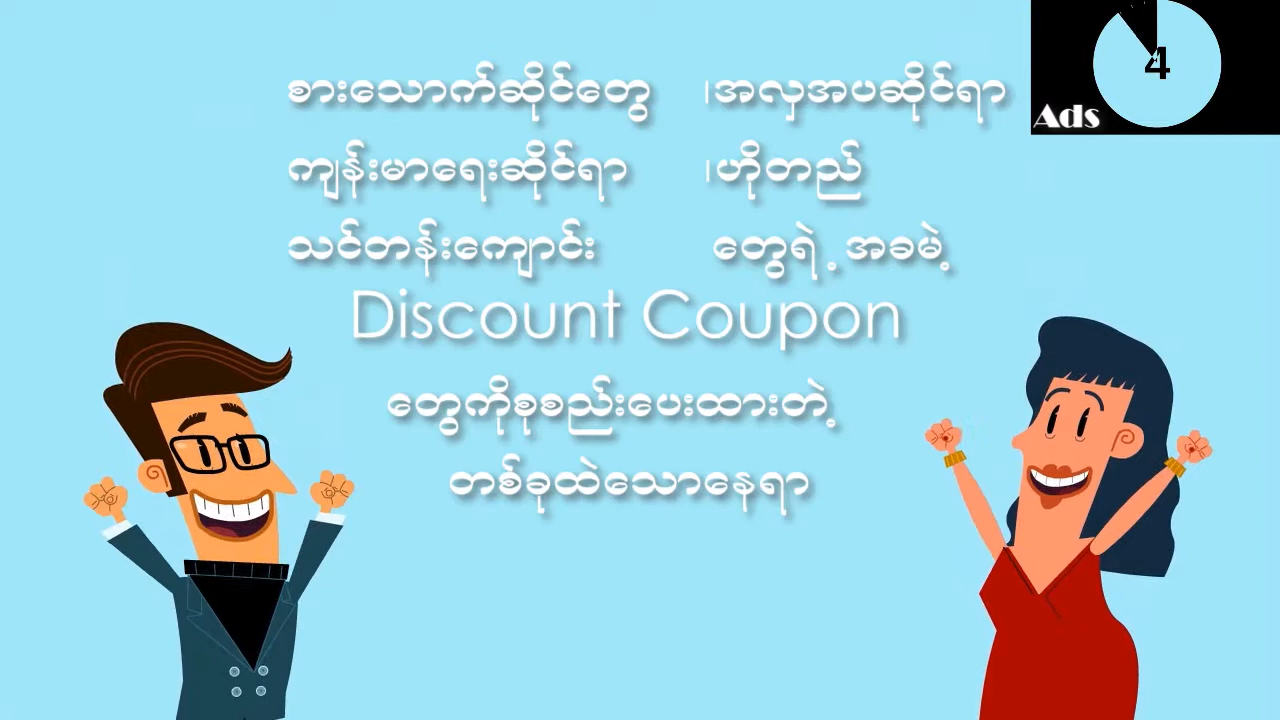 စားသောက်ဆိုင်တွေ ၊အလှအပဆိုင်ရာ
ကျန်းမာရေးဆိုင်ရာ ၊ဟိုတည်
သင်တန်းကျောင်း တွေရဲ့ အခမဲ့
Discount Coupon
တွေကိုစုစည်းပေးထားတဲ့
တစ်ခုထဲသောနေရာ
4
Ads